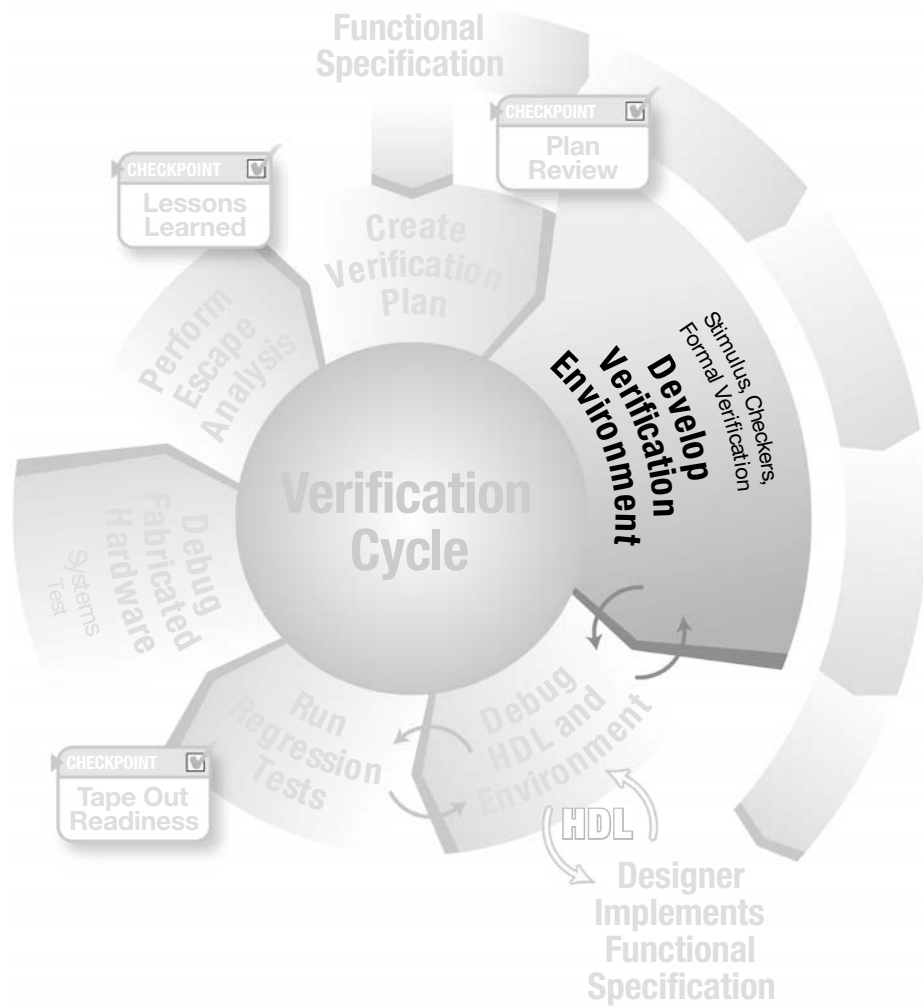 Functional
Specification
CHECKPOINT
Plan
Review
CHECKPOINT
Lessons
Learned
Create
Verification
Plan
Perform
Escape
Analysis
Stimulus, Checkers,
Formal Verification
Develop
Verification
Environment
Verification
Cycle
Debug
Fabricated
Hardware
Systems
Test
Run
Regression
Tests
Debug
HDL and
Environment
CHECKPOINT
Tape Out
Readiness
HDL
Designer
Implements
Functional
Specification